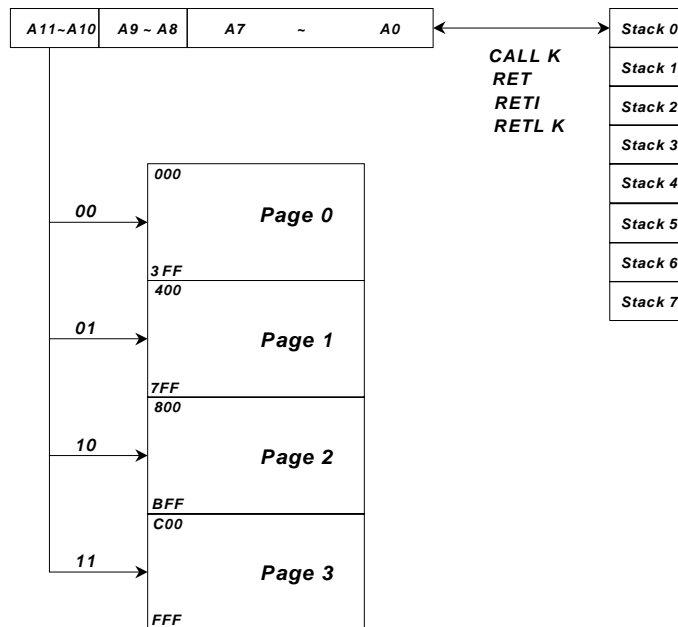 A11~A10 A9 ~ A8 A7 ~ A0
CALL K
RET
RETI
RETL K
Stack 0
Stack 1
Stack 2
Stack 3
Stack 4
Stack 5
Stack 6
Stack 7
00
000
Page 0
3FF
01
400
Page 1
7FF
10
800
Page 2
BFF
11
C00
Page 3
FFF